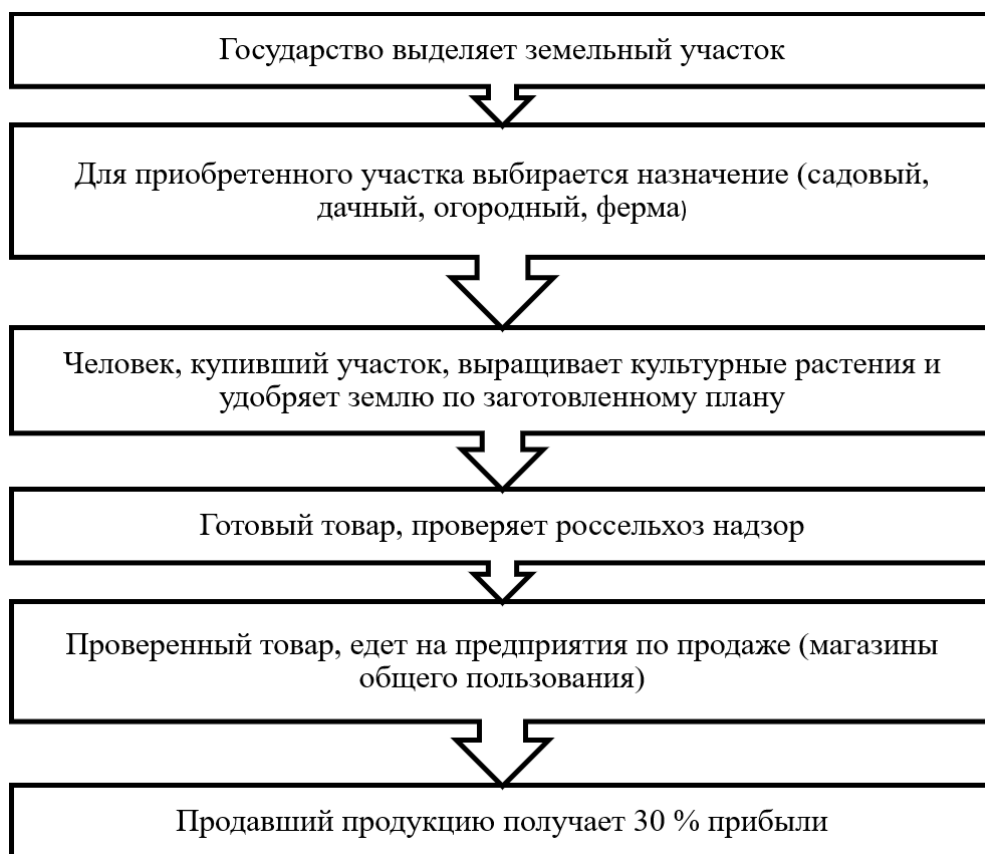 Государство выделяет земельный участок
Для приобретенного участка выбирается назначение (садовый,
дачный, огородный, ферма)
Человек, купивший участок, выращивает культурные растения и
удобряет землю по заготовленному плану
Готовый товар, проверяет россельхоз надзор
Проверенный товар, едет на предприятия по продаже (магазины
общего пользования)
Продавший продукцию получает 30 % прибыли